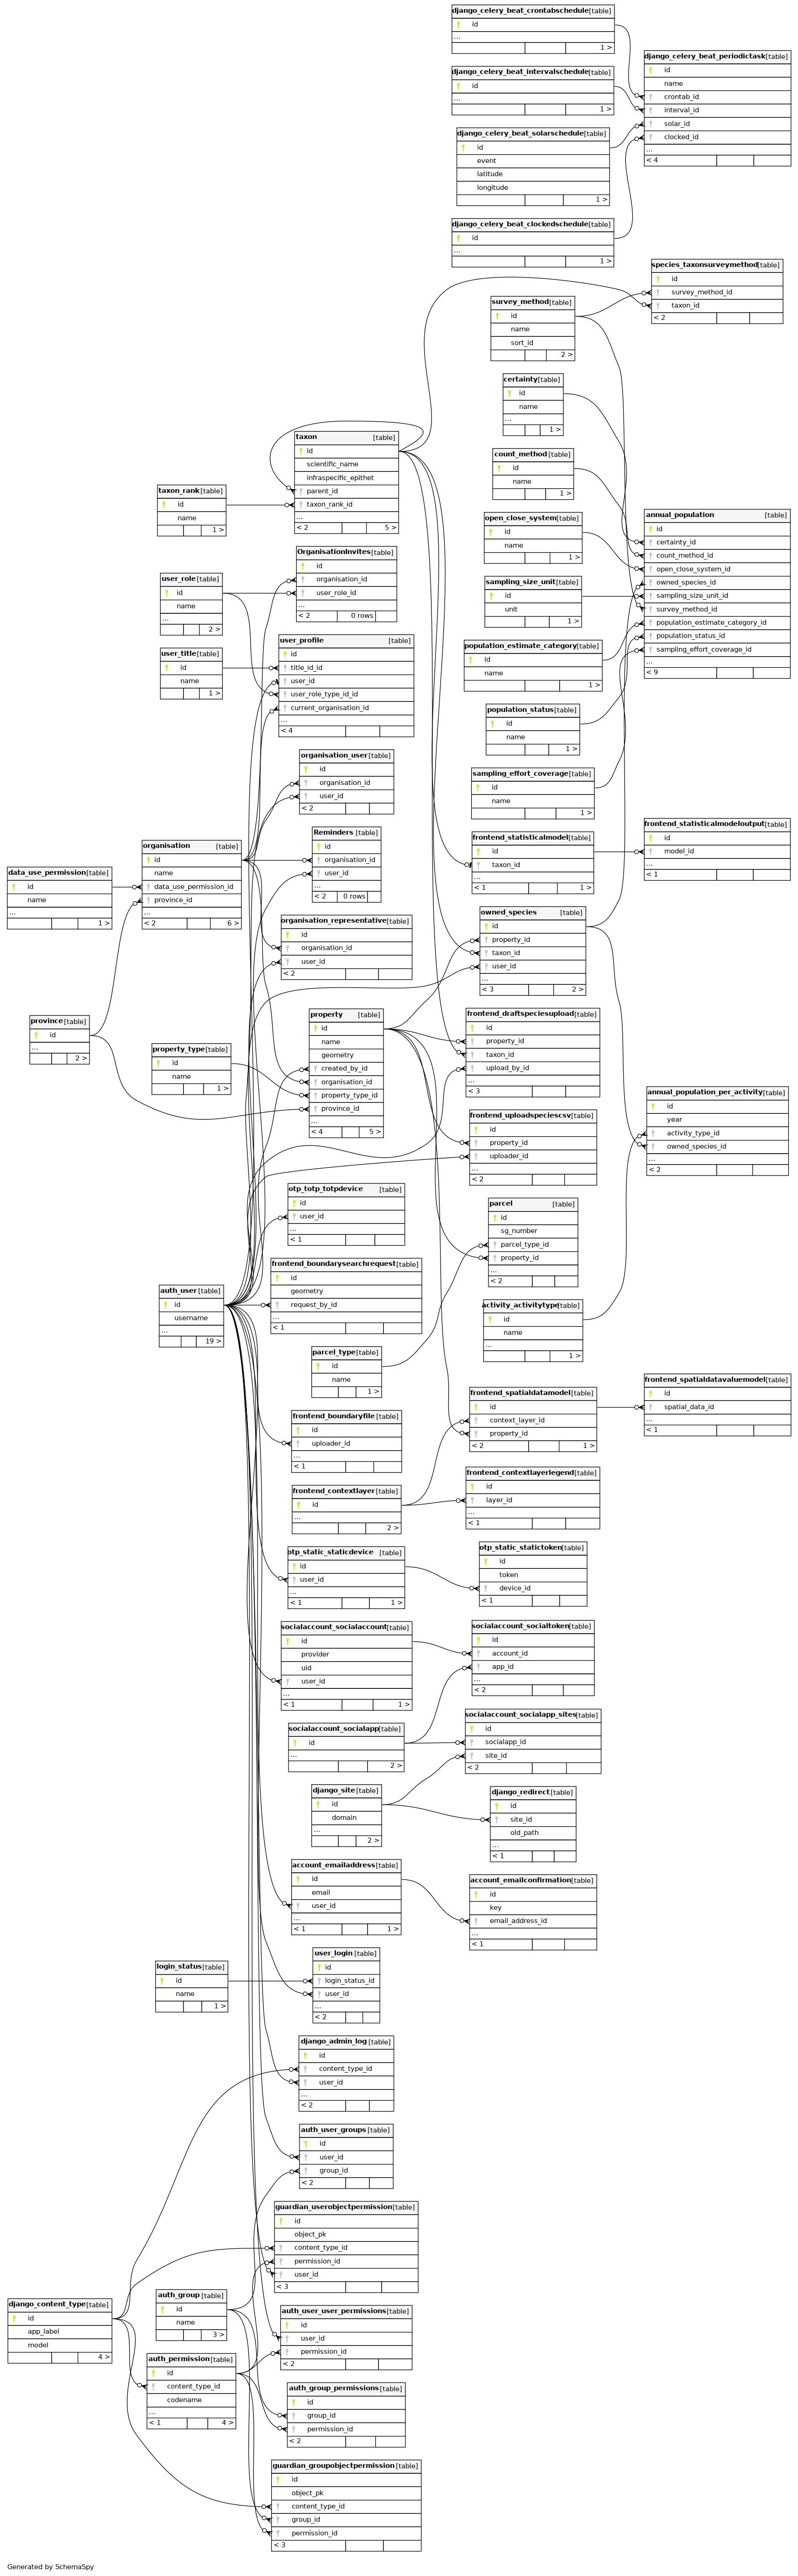 django_celery_beat_crontabschedule [table]
id
...
1 >
django_celery_beat_periodictask [table]
id
name
crontab_id
interval_id
solar_id
clocked_id
...
< 4
django_celery_beat_intervalschedule [table]
id
...
1 >
django_celery_beat_solarschedule [table]
id
event
latitude
longitude
1 >
django_celery_beat_clockedschedule [table]
id
...
1 >
species_taxonsurveymethod [table]
id
survey_method_id
taxon_id
< 2
survey_method [table]
id
name
sort_id
2 >
certainty [table]
id
name
...
1 >
taxon [table]
id
scientific_name
infraspecific_epithet
parent_id
taxon_rank_id
...
< 2 5 >
count_method [table]
id
name
1 >
taxon_rank [table]
id
name
1 >
annual_population [table]
id
certainty_id
count_method_id
open_close_system_id
owned_species_id
sampling_size_unit_id
survey_method_id
population_estimate_category_id
population_status_id
sampling_effort_coverage_id
...
< 9
open_close_system [table]
id
name
1 >
OrganisationInvites [table]
id
organisation_id
user_role_id
...
< 2 0 rows
user_role [table]
id
name
...
2 >
sampling_size_unit [table]
id
unit
1 >
user_profile [table]
id
title_id_id
user_id
user_role_type_id_id
current_organisation_id
...
< 4
user_title [table]
id
name
1 >
population_estimate_category [table]
id
name
1 >
population_status [table]
id
name
1 >
organisation_user [table]
id
organisation_id
user_id
< 2
sampling_effort_coverage [table]
id
name
1 >
Reminders [table]
id
organisation_id
user_id
...
< 2 0 rows
frontend_statisticalmodel [table]
id
taxon_id
...
< 1 1 >
frontend_statisticalmodeloutput [table]
id
model_id
...
< 1
organisation [table]
id
name
data_use_permission_id
province_id
...
< 2 6 >
data_use_permission [table]
id
name
...
1 >
organisation_representative [table]
id
organisation_id
user_id
< 2
owned_species [table]
id
property_id
taxon_id
user_id
...
< 3 2 >
province [table]
id
...
2 >
property [table]
id
name
geometry
created_by_id
organisation_id
property_type_id
province_id
...
< 4 5 >
frontend_draftspeciesupload [table]
id
property_id
taxon_id
upload_by_id
...
< 3
property_type [table]
id
name
1 >
annual_population_per_activity [table]
id
year
activity_type_id
owned_species_id
...
< 2
frontend_uploadspeciescsv [table]
id
property_id
uploader_id
...
< 2
otp_totp_totpdevice [table]
id
user_id
...
< 1
parcel [table]
id
sg_number
parcel_type_id
property_id
...
< 2
frontend_boundarysearchrequest [table]
id
geometry
request_by_id
...
< 1
auth_user [table]
id
username
...
19 >
activity_activitytype [table]
id
name
...
1 >
parcel_type [table]
id
name
1 >
frontend_spatialdatamodel [table]
id
context_layer_id
property_id
< 2 1 >
frontend_spatialdatavaluemodel [table]
id
spatial_data_id
...
< 1
frontend_boundaryfile [table]
id
uploader_id
...
< 1
frontend_contextlayer [table]
id
...
2 >
frontend_contextlayerlegend [table]
id
layer_id
...
< 1
otp_static_staticdevice [table]
id
user_id
...
< 1 1 >
otp_static_statictoken [table]
id
token
device_id
< 1
socialaccount_socialaccount [table]
id
provider
uid
user_id
...
< 1 1 >
socialaccount_socialtoken [table]
id
account_id
app_id
...
< 2
socialaccount_socialapp [table]
id
...
2 >
socialaccount_socialapp_sites [table]
id
socialapp_id
site_id
< 2
django_site [table]
id
domain
...
2 >
django_redirect [table]
id
site_id
old_path
...
< 1
account_emailaddress [table]
id
email
user_id
...
< 1 1 >
account_emailconfirmation [table]
id
key
email_address_id
...
< 1
user_login [table]
id
login_status_id
user_id
...
< 2
login_status [table]
id
name
1 >
django_admin_log [table]
id
content_type_id
user_id
...
< 2
auth_user_groups [table]
id
user_id
group_id
< 2
guardian_userobjectpermission [table]
id
object_pk
content_type_id
permission_id
user_id
< 3
django_content_type [table]
id
app_label
model
4 >
auth_group [table]
id
name
3 >
auth_user_user_permissions [table]
id
user_id
permission_id
< 2
auth_permission [table]
id
content_type_id
codename
...
< 1 4 >
auth_group_permissions [table]
id
group_id
permission_id
< 2
guardian_groupobjectpermission [table]
id
object_pk
content_type_id
group_id
permission_id
< 3
Generated by SchemaSpy